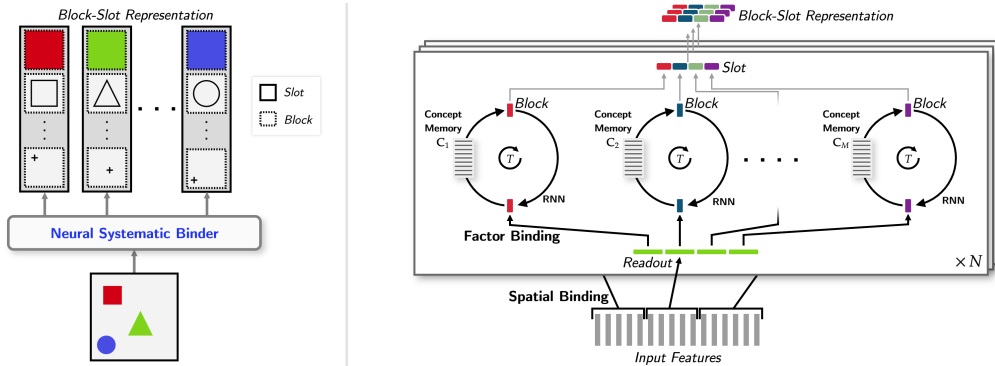 Block-Slot Representation
Slot
Block
Neural Systematic Binder
Block-Slot Representation
Slot
Block
Concept
Memory
C1
T
RNN
Block
Concept
Memory
C2
T
RNN
Block
Concept
Memory
CM
T
RNN
Factor Binding
Readout
× N
Spatial Binding
Input Features